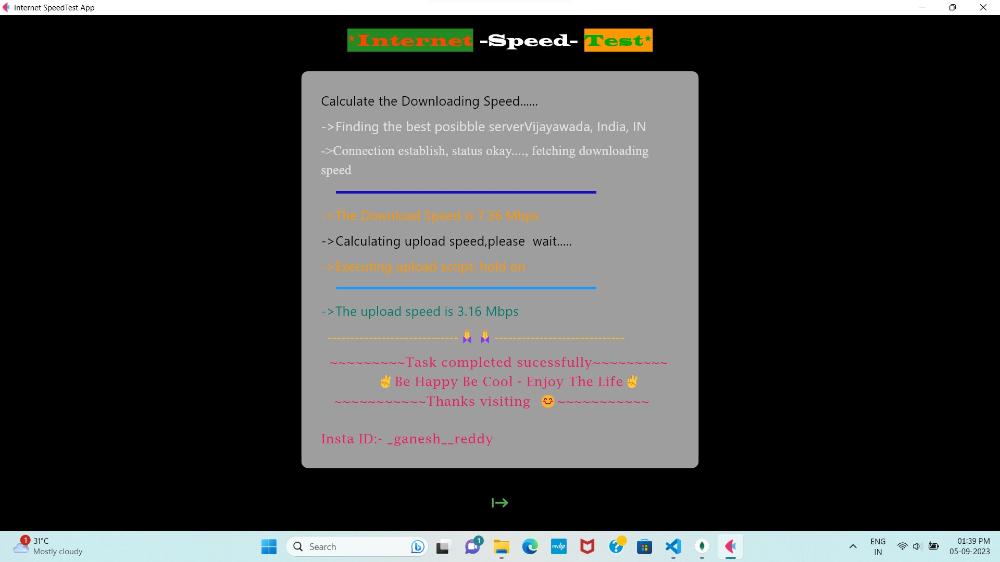 Internet SpeedTest App
*Internet -Speed- Test*
Calculate the Downloading Speed......
->Finding the best posibble serverVijayawada, India, IN
->Connection establish, status okay...., fetching downloading
speed
->The Download Speed is 7.36 Mbps
->Calculating upload speed,please  wait.....
->Executing upload script, hold on
->The upload speed is 3.16 Mbps
-----------------------------🙏 🙏-----------------------------
~~~~~~~~~Task completed sucessfully~~~~~~~~~
✌Be Happy Be Cool - Enjoy The Life✌
~~~~~~~~~~~Thanks visiting 😊~~~~~~~~~~~
Insta ID:- _ganesh__reddy
1
31°C
Mostly cloudy
Search
1
myhp
ENG
IN
01:39 PM
05-09-2023